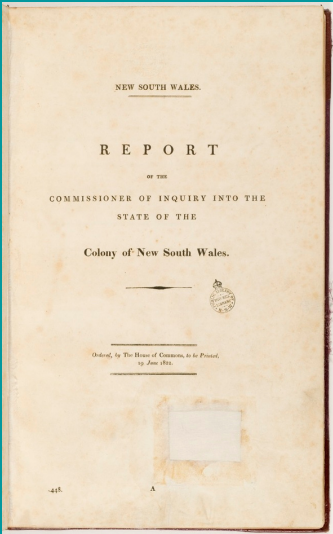 NEW SOUTH WALES.
REPORT
OF THE
COMMISSIONER OF INQUIRY INTO THE
STATE OF THE
Colony of New South Wales.
Ordered, by The House of Commons, to be Printed,
19 June 1822.
448.
A